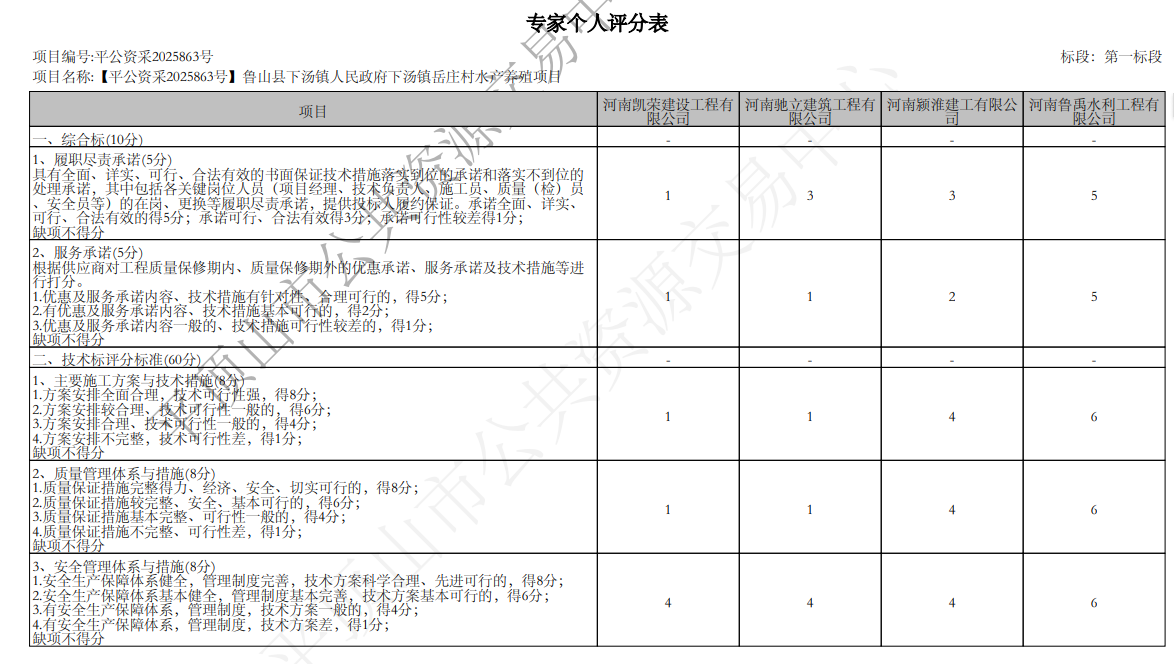 专家个人评分表
项目编号:平公资采2025863号
标段：第一标段
项目名称:【平公资采2025863号】鲁山县下汤镇人民政府下汤镇岳庄村水产养殖项目
项目
河南凯荣建设工程有限公司
河南驰立建筑工程有限公司
河南颍淮建工有限公司
河南鲁禹水利工程有限公司
一、综合标(10分)
-
-
-
-
1、履职尽责承诺(5分)
具有全面、详实、可行、合法有效的书面保证技术措施落实到位的承诺和落实不到位的
处理承诺，其中包括各关键岗位人员（项目经理、技术负责人、施工员、质量（检）员
、安全员等）的在岗、更换等履职尽责承诺，提供投标人履约保证。承诺全面、详实、
可行、合法有效的得5分；承诺可行、合法有效得3分；承诺可行性较差得1分；
缺项不得分
1
3
3
5
2、服务承诺(5分)
根据供应商对工程质量保修期内、质量保修期外的优惠承诺、服务承诺及技术措施等进
行打分。
1.优惠及服务承诺内容、技术措施有针对性、合理可行的，得5分；
2.有优惠及服务承诺内容、技术措施基本可行的，得2分；
3.优惠及服务承诺内容一般的、技术措施可行性较差的，得1分；
缺项不得分
1
1
2
5
二、技术标评分标准(60分)
-
-
-
-
1、主要施工方案与技术措施(8分)
1.方案安排全面合理，技术可行性强，得8分；
2.方案安排较合理、技术可行性一般的，得6分；
3.方案安排合理、技术可行性一般的，得4分；
4.方案安排不完整，技术可行性差，得1分；
缺项不得分
1
1
4
6
2、质量管理体系与措施(8分)
1.质量保证措施完整得力、经济、安全、切实可行的，得8分；
2.质量保证措施较完整、安全、基本可行的，得6分；
3.质量保证措施基本完整、可行性一般的，得4分；
4.质量保证措施不完整、可行性差，得1分；
缺项不得分
1
1
4
6
3、安全管理体系与措施(8分)
1.安全生产保障体系健全，管理制度完善，技术方案科学合理、先进可行的，得8分；
2.安全生产保障体系基本健全，管理制度基本完善，技术方案基本可行的，得6分；
3.有安全生产保障体系，管理制度，技术方案一般的，得4分；
4.有安全生产保障体系，管理制度，技术方案差，得1分；
缺项不得分
4
4
4
6
平顶山市公共资源交易中
平顶山市公共资源交易中心